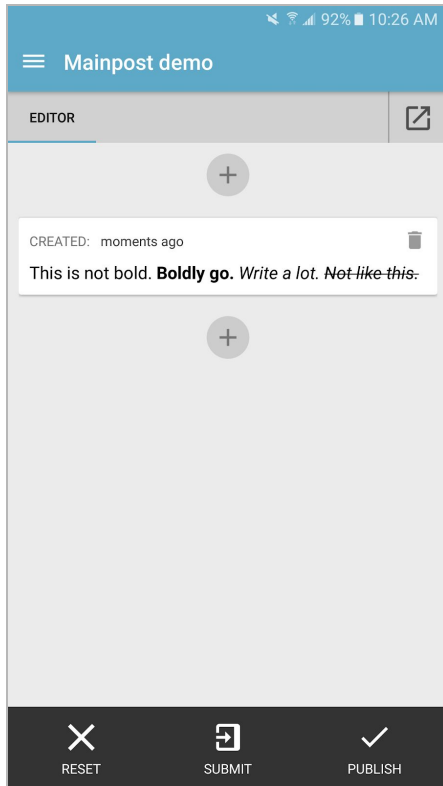 92% 10:26 AM
Mainpost demo
EDITOR
CREATED: moments ago
This is not bold. Boldly go. Write a lot. Not like this.
RESET SUBMIT PUBLISH